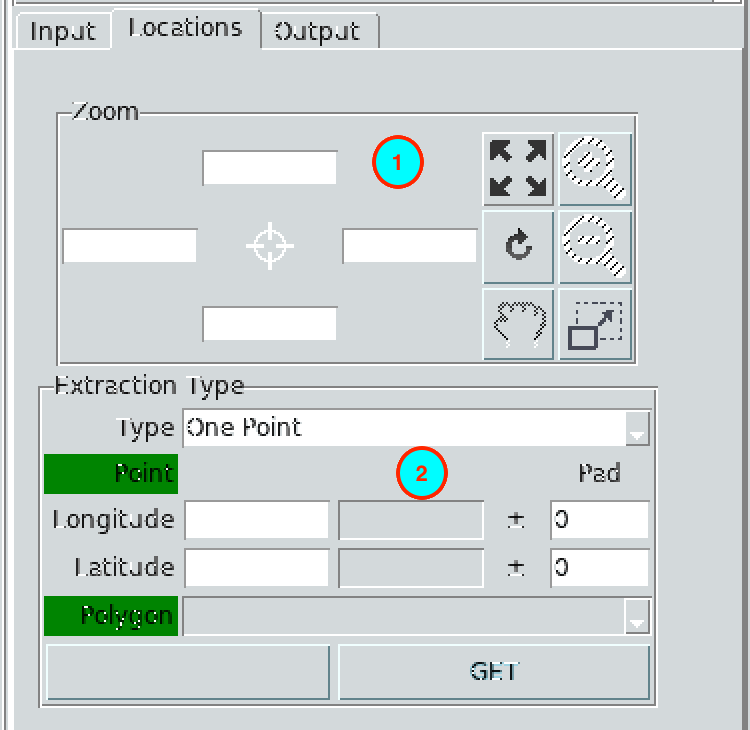 Input Locations Output
Zoom
1
Extraction Type
Type One Point
Point 2 Pad
Longitude ± 0
Latitude ± 0
Polygon
GET